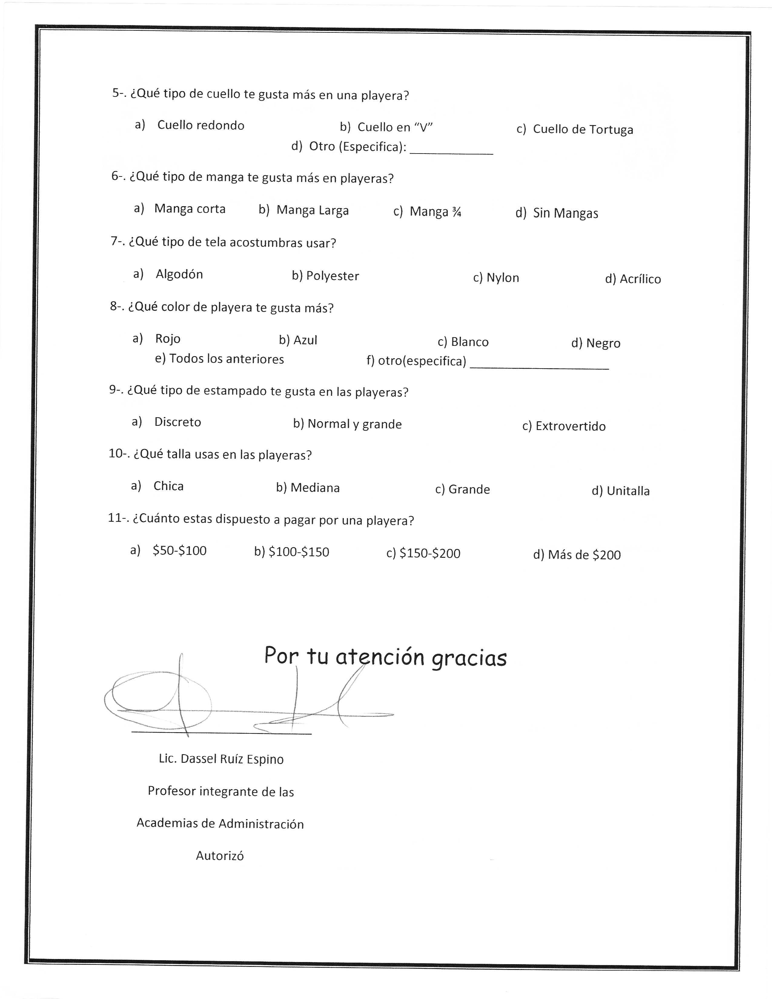 5-. ¿Qué tipo de cuello te gusta más en una playera?
a) Cuello redondo b) Cuello en “V” c) Cuello de Tortuga
d) Otro (Especifica): ____________
6-. ¿Qué tipo de manga te gusta más en playeras?
a) Manga corta b) Manga Larga c) Manga ¾ d) Sin Mangas
7-. ¿Qué tipo de tela acostumbras usar?
a) Algodón b) Polyester c) Nylon d) Acrílico
8-. ¿Qué color de playera te gusta más?
a) Rojo b) Azul c) Blanco d) Negro
e) Todos los anteriores f) otro(especifica) ____________________
9-. ¿Qué tipo de estampado te gusta en las playeras?
a) Discreto b) Normal y grande c) Extrovertido
10-. ¿Qué talla usas en las playeras?
a) Chica b) Mediana c) Grande d) Unitalla
11-. ¿Cuánto estas dispuesto a pagar por una playera?
a) $50-$100 b) $100-$150 c) $150-$200 d) Más de $200
Por tu atención gracias
Lic. Dassel Ruíz Espino
Profesor integrante de las
Academias de Administración
Autorizó